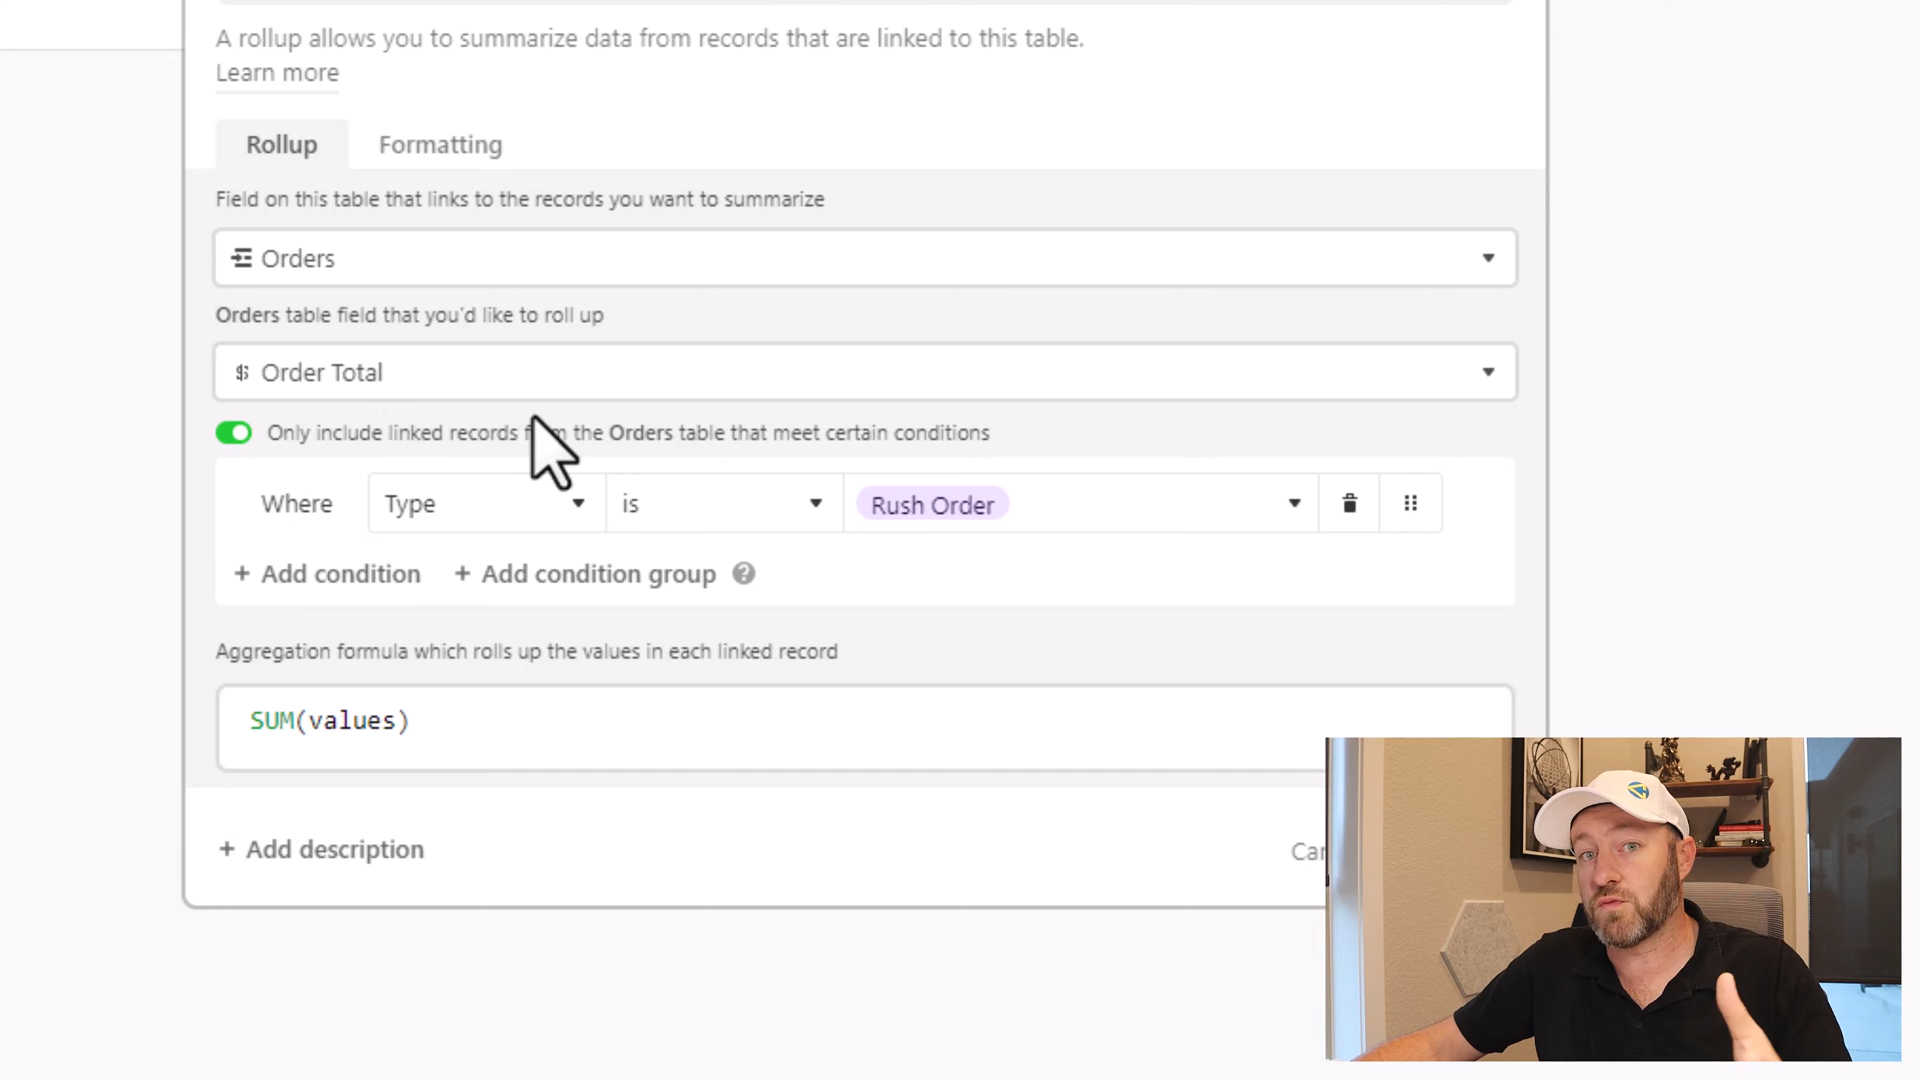 A rollup allows you to summarize data from records that are linked to this table.
Learn more
Rollup Formatting
Field on this table that links to the records you want to summarize
Orders
Orders table field that you'd like to roll up
Order Total
Only include linked records from the Orders table that meet certain conditions
Where Type is Rush Order
+ Add condition + Add condition group ?
Aggregation formula which rolls up the values in each linked record
SUM(values)
+ Add description Can